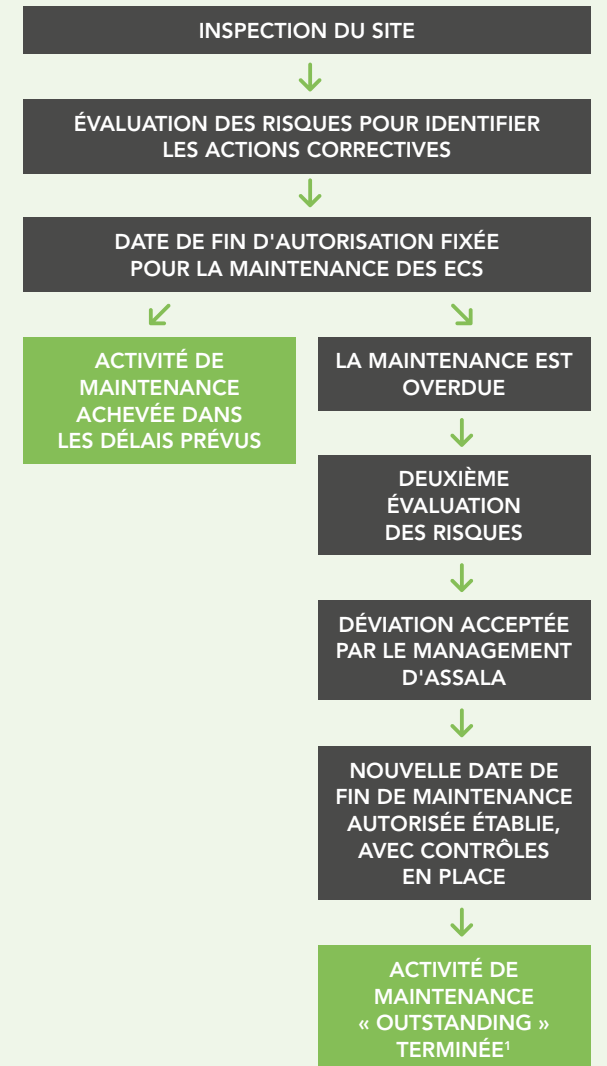 INSPECTION DU SITE
ÉVALUATION DES RISQUES POUR IDENTIFIER
LES ACTIONS CORRECTIVES
DATE DE FIN D'AUTORISATION FIXÉE
POUR LA MAINTENANCE DES ECS
ACTIVITÉ DE
MAINTENANCE
ACHEVÉE DANS
LES DÉLAIS PRÉVUS
LA MAINTENANCE EST
OVERDUE
DEUXIÈME
ÉVALUATION
DES RISQUES
DÉVIATION ACCEPTÉE
PAR LE MANAGEMENT
D'ASSALA
NOUVELLE DATE DE
FIN DE MAINTENANCE
AUTORISÉE ÉTABLIE,
AVEC CONTRÔLES
EN PLACE
ACTIVITÉ DE
MAINTENANCE
« OUTSTANDING »
TERMINÉE¹